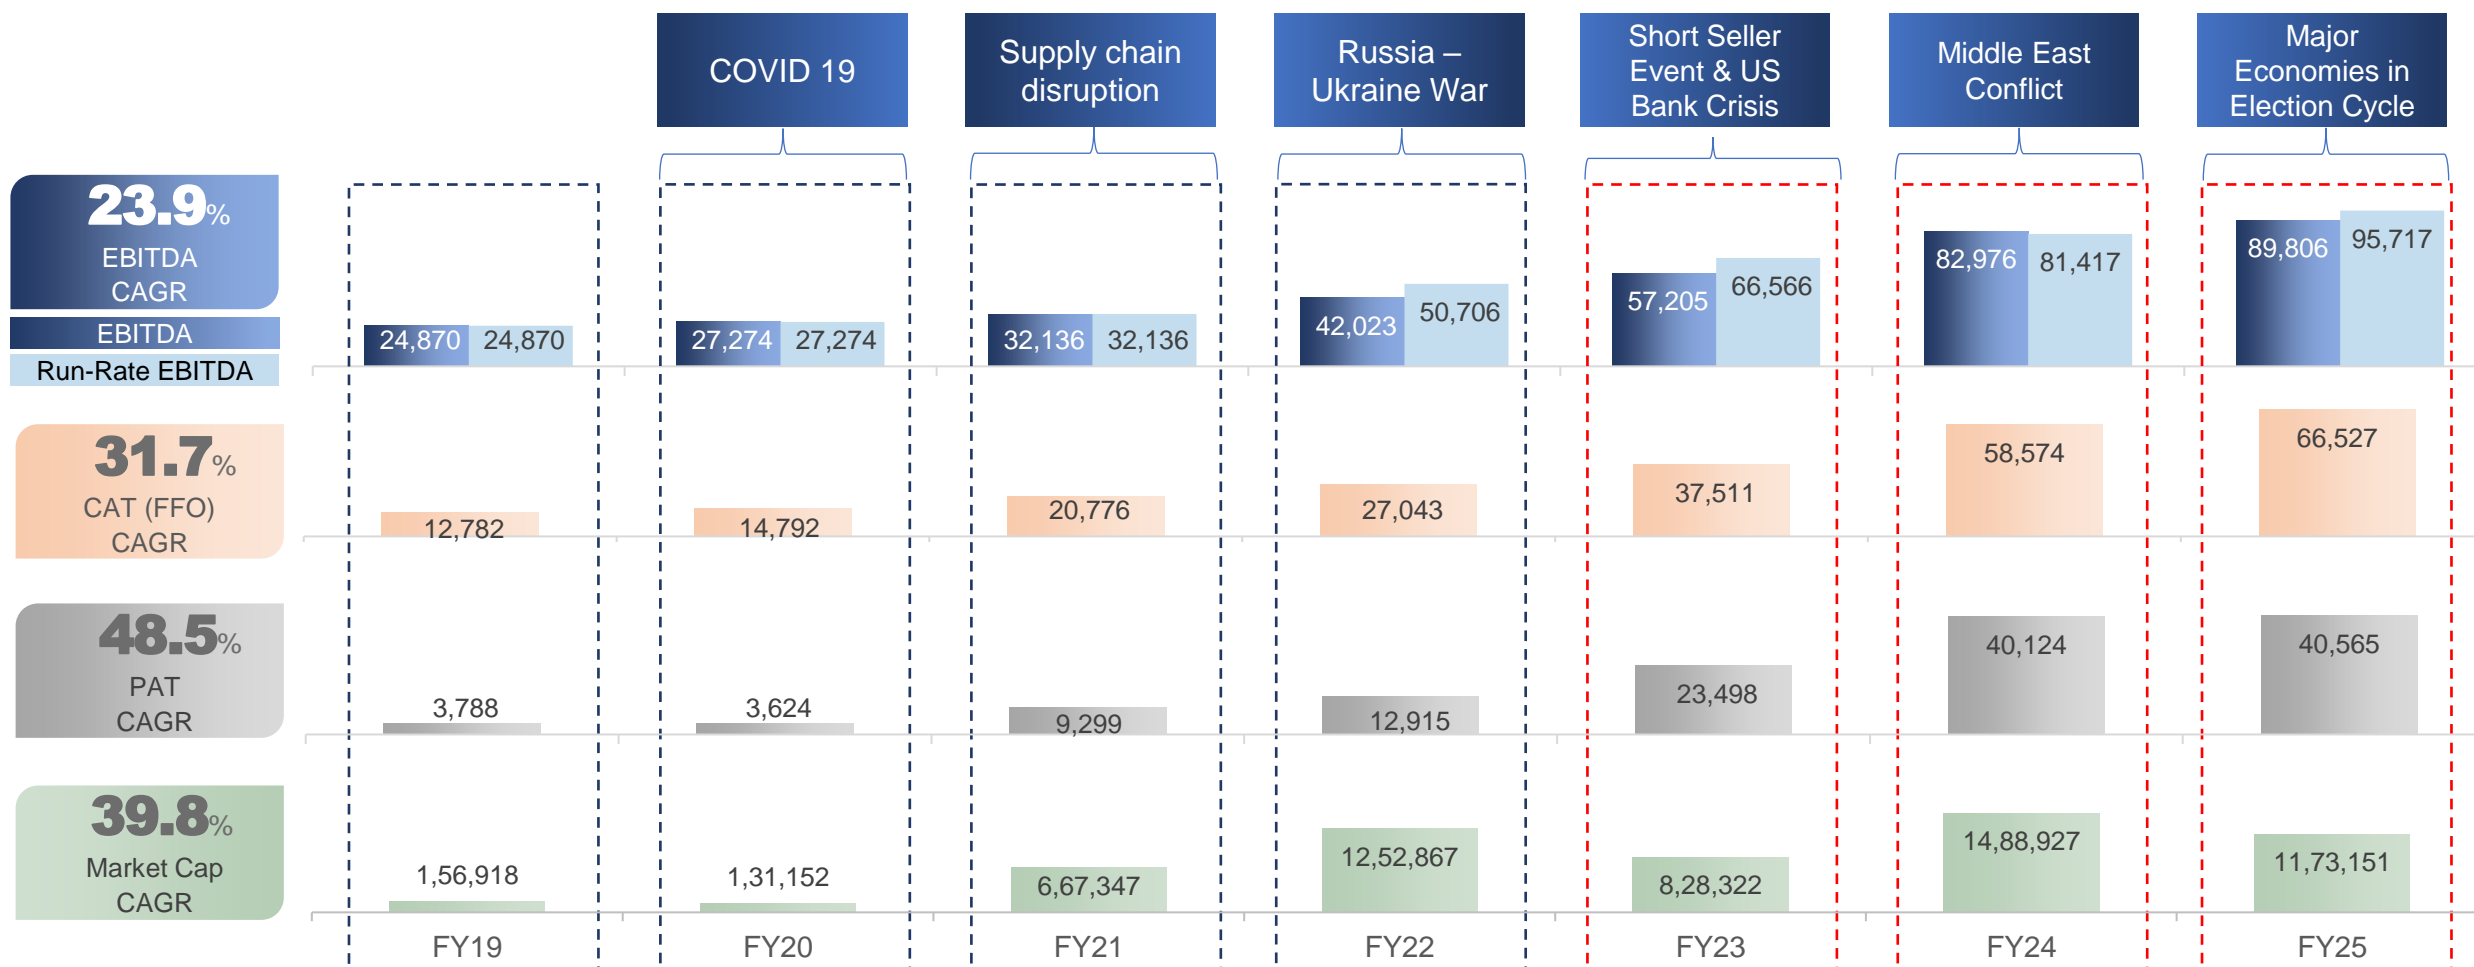 COVID 19
Supply chain
disruption
Russia –
Ukraine War
Short Seller
Event & US
Bank Crisis
Middle East
Conflict
Major
Economies in
Election Cycle
23.9%
EBITDA
CAGR
EBITDA
Run-Rate EBITDA
24,870 24,870
27,274 27,274
32,136 32,136
42,023 50,706
57,205 66,566
82,976 81,417
89,806 95,717
31.7%
CAT (FFO)
CAGR
12,782
14,792
20,776
27,043
37,511
58,574
66,527
48.5%
PAT
CAGR
3,788
3,624
9,299
12,915
23,498
40,124
40,565
39.8%
Market Cap
CAGR
1,56,918
1,31,152
6,67,347
12,52,867
8,28,322
14,88,927
11,73,151
FY19
FY20
FY21
FY22
FY23
FY24
FY25